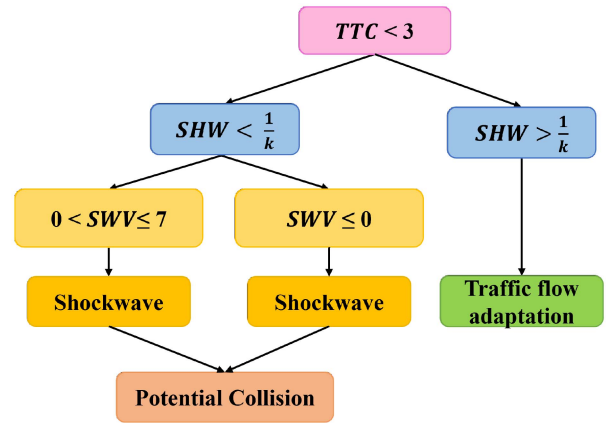 TTC < 3
SHW < 1/k
SHW > 1/k
0 < SWV ≤ 7
SWV ≤ 0
Shockwave
Shockwave
Traffic flow
adaptation
Potential Collision